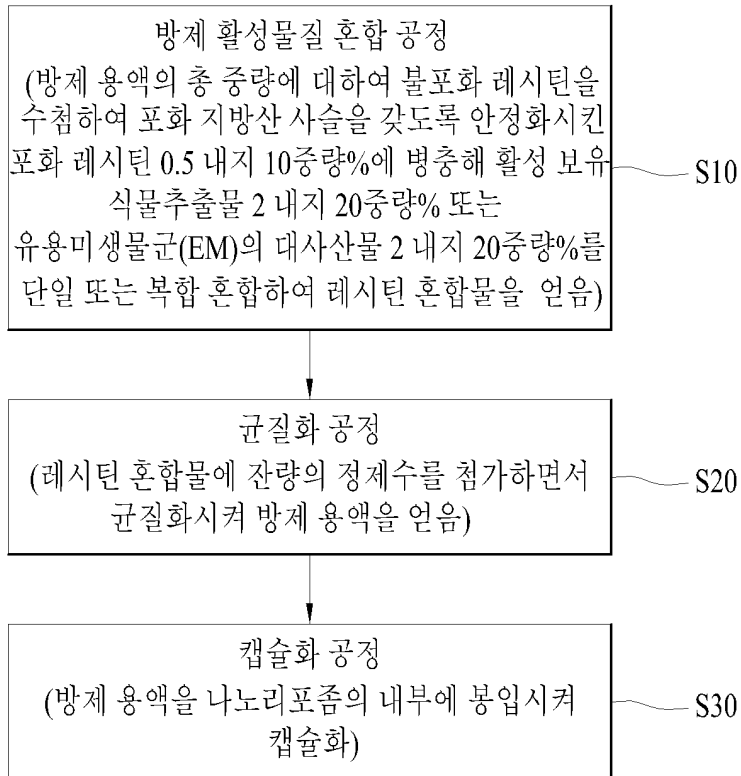 방제 활성물질 혼합 공정
(방제 용액의 총 중량에 대하여 불포화 레시틴을
수첨하여 포화 지방산 사슬을 갖도록 안정화시킨
포화 레시틴 0.5 내지 10중량%에 병충해 활성 보유
식물추출물 2 내지 20중량% 또는
유용미생물군(EM)의 대사산물 2 내지 20중량%를
단일 또는 복합 혼합하여 레시틴 혼합물을 얻음)
S10
균질화 공정
(레시틴 혼합물에 잔량의 정제수를 첨가하면서
균질화시켜 방제 용액을 얻음)
S20
캡슐화 공정
(방제 용액을 나노리포좀의 내부에 봉입시켜
캡슐화)
S30